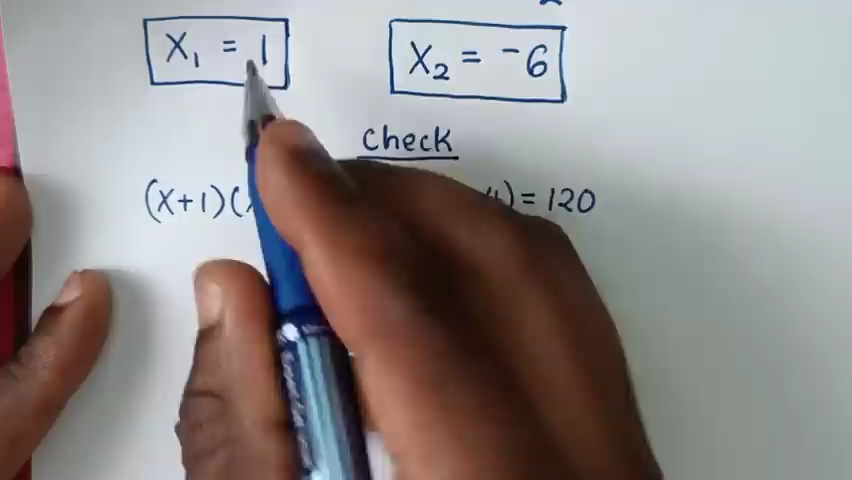 X₁ = 1 X₂ = ⁻6
Check
(x+1)( ) = 120